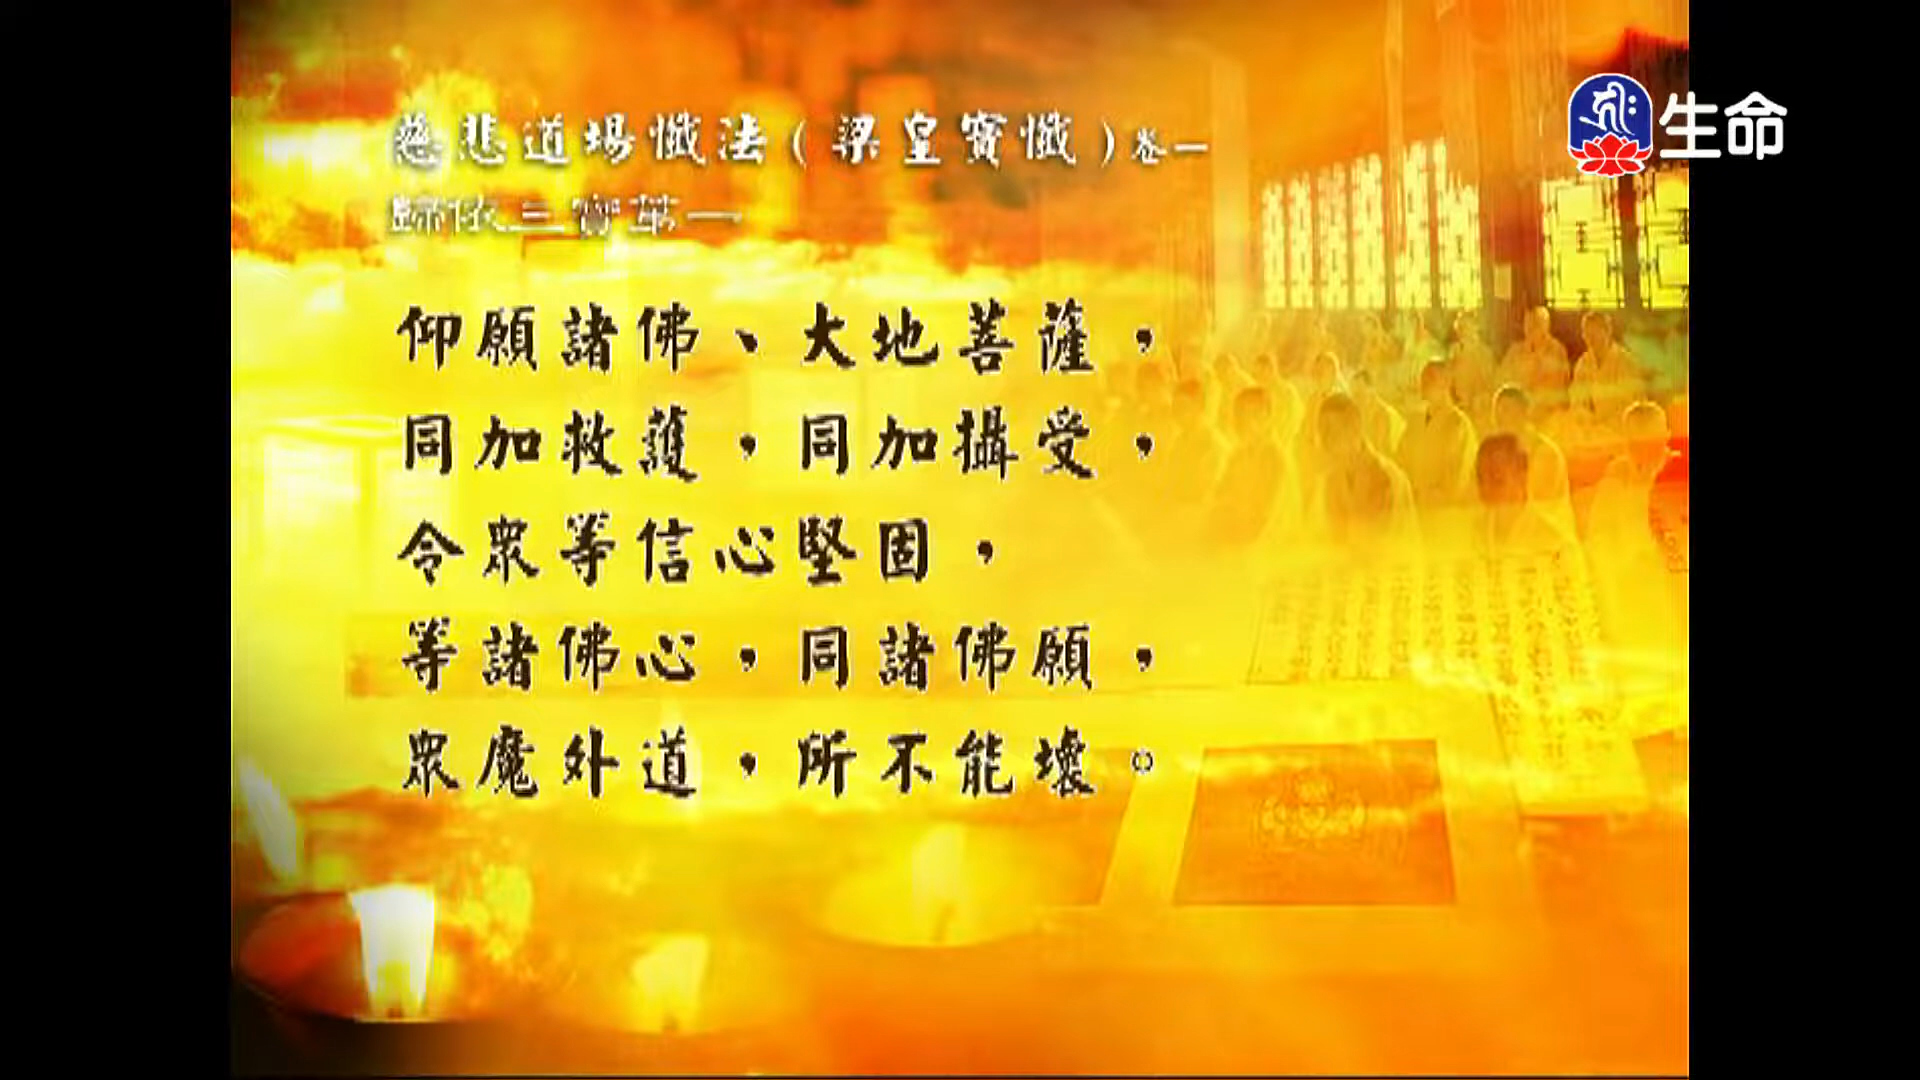 慈悲道場懺法（梁皇寶懺）卷一
歸依三寶第一
生命
仰願諸佛、大地菩薩，
同加救護，同加攝受，
令眾等信心堅固，
等諸佛心，同諸佛願，
眾魔外道，所不能壞。